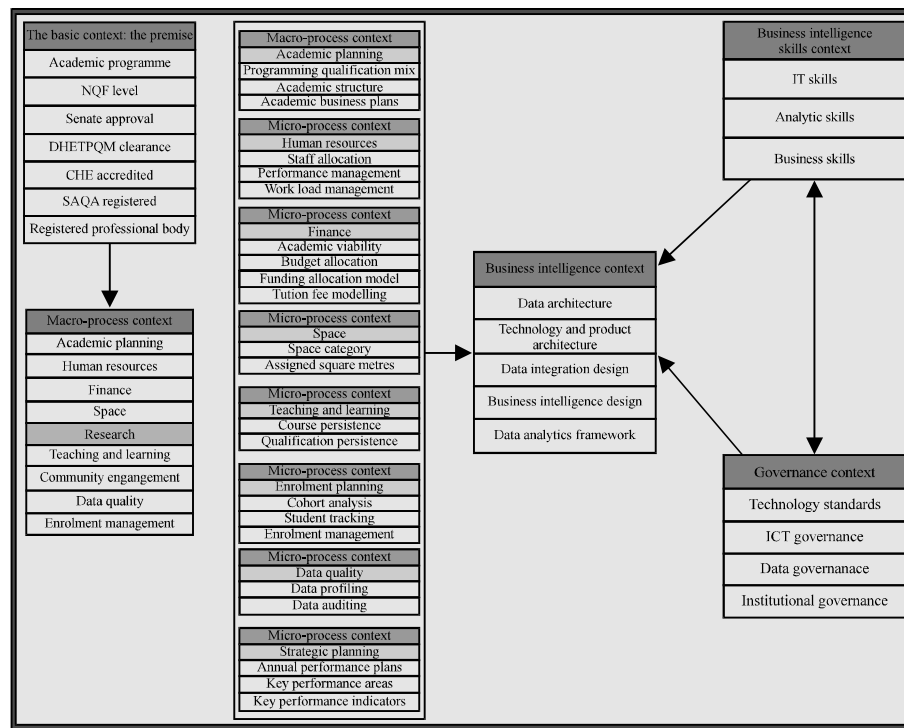 The basic context: the premise
Academic programme
NQF level
Senate approval
DHETPQM clearance
CHE accredited
SAQA registered
Registered professional body
Macro-process context
Academic planning
Human resources
Finance
Space
Research
Teaching and learning
Community engangement
Data quality
Enrolment management
Macro-process context
Academic planning
Programming qualification mix
Academic structure
Academic business plans
Micro-process context
Human resources
Staff allocation
Performance management
Work load management
Micro-process context
Finance
Academic viability
Budget allocation
Funding allocation model
Tution fee modelling
Micro-process context
Space
Space category
Assigned square metres
Micro-process context
Teaching and learning
Course persistence
Qualification persistence
Micro-process context
Enrolment planning
Cohort analysis
Student tracking
Enrolment management
Micro-process context
Data quality
Data profiling
Data auditing
Micro-process context
Strategic planning
Annual performance plans
Key performance areas
Key performance indicators
Business intelligence context
Data architecture
Technology and product
architecture
Data integration design
Business intelligence design
Data analytics framework
Business intelligence
skills context
IT skills
Analytic skills
Business skills
Governance context
Technology standards
ICT governance
Data governanace
Institutional governance